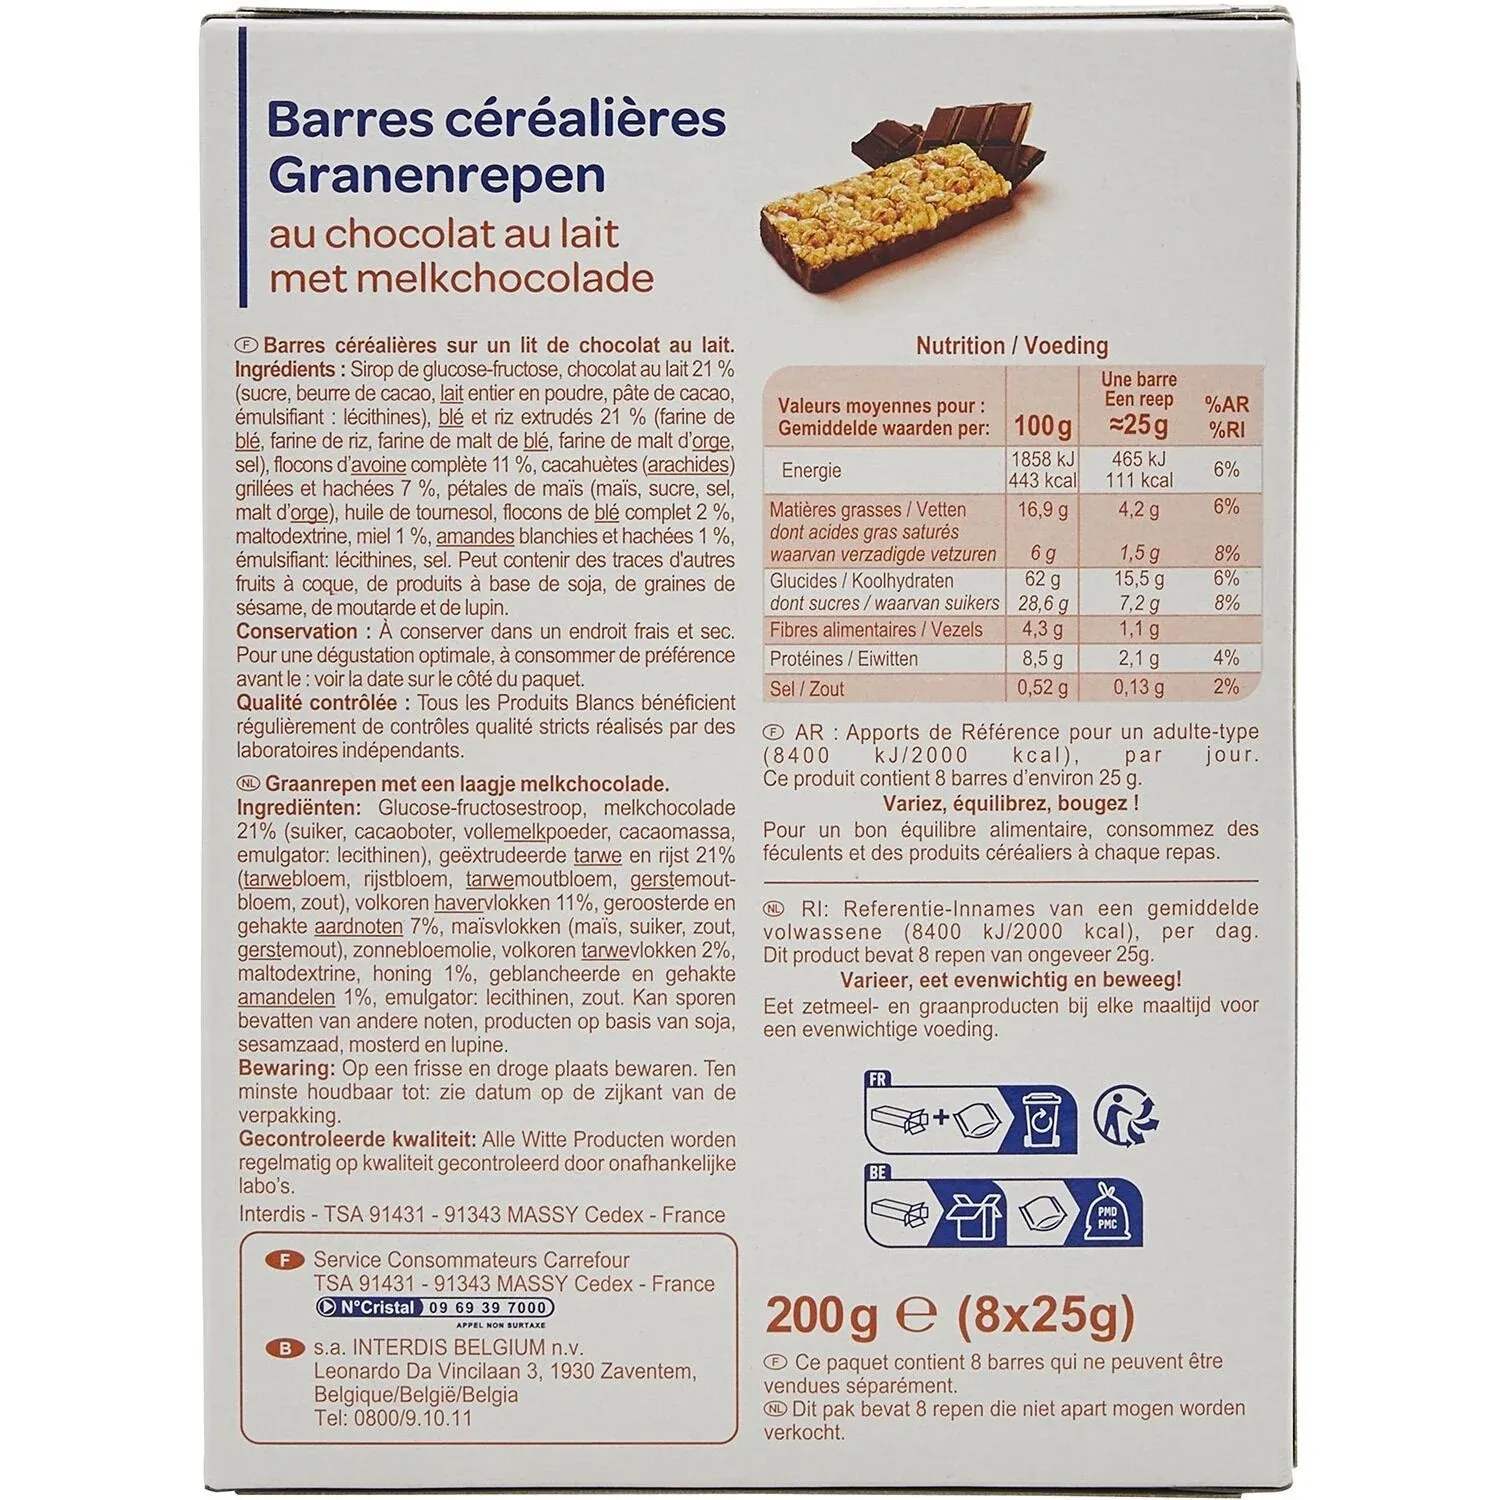 Barres céréalières
Granenrepen
au chocolat au lait
met melkchocolade
F Barres céréalières sur un lit de chocolat au lait.
Ingrédients : Sirop de glucose-fructose, chocolat au lait 21 %
(sucre, beurre de cacao, lait entier en poudre, pâte de cacao,
émulsifiant : lécithines), blé et riz extrudés 21 % (farine de
blé, farine de riz, farine de malt de blé, farine de malt d'orge,
sel), flocons d'avoine complète 11 %, cacahuètes (arachides)
grillées et hachées 7 %, pétales de maïs (maïs, sucre, sel,
malt d'orge), huile de tournesol, flocons de blé complet 2 %,
maltodextrine, miel 1 %, amandes blanchies et hachées 1 %,
émulsifiant: lécithines, sel. Peut contenir des traces d'autres
fruits à coque, de produits à base de soja, de graines de
sésame, de moutarde et de lupin.
Conservation : À conserver dans un endroit frais et sec.
Pour une dégustation optimale, à consommer de préférence
avant le : voir la date sur le côté du paquet.
Qualité contrôlée : Tous les Produits Blancs bénéficient
régulièrement de contrôles qualité stricts réalisés par des
laboratoires indépendants.
NL Graanrepen met een laagje melkchocolade.
Ingrediënten: Glucose-fructosestroop, melkchocolade
21% (suiker, cacaoboter, vollemelkpoeder, cacaomassa,
emulgator: lecithinen), geëxtrudeerde tarwe en rijst 21%
(tarwebloem, rijstbloem, tarwemoutbloem, gerstemout-
bloem, zout), volkoren havervlokken 11%, geroosterde en
gehakte aardnoten 7%, maïsvlokken (maïs, suiker, zout,
gerstemout), zonnebloemolie, volkoren tarwevlokken 2%,
maltodextrine, honing 1%, geblancheerde en gehakte
amandelen 1%, emulgator: lecithinen, zout. Kan sporen
bevatten van andere noten, producten op basis van soja,
sesamzaad, mosterd en lupine.
Bewaring: Op een frisse en droge plaats bewaren. Ten
minste houdbaar tot: zie datum op de zijkant van de
verpakking.
Gecontroleerde kwaliteit: Alle Witte Producten worden
regelmatig op kwaliteit gecontroleerd door onafhankelijke
labo's.
Interdis - TSA 91431 - 91343 MASSY Cedex - France
F Service Consommateurs Carrefour
TSA 91431 - 91343 MASSY Cedex - France
N°Cristal 09 69 39 7000
APPEL NON SURTAXE
B s.a. INTERDIS BELGIUM n.v.
Leonardo Da Vincilaan 3, 1930 Zaventem,
Belgique/België/Belgia
Tel: 0800/9.10.11
Nutrition / Voeding
Valeurs moyennes pour :
Gemiddelde waarden per: 100g Une barre Een reep ≈25g %AR %RI
Energie 1858 kJ 465 kJ 6%
443 kcal 111 kcal
Matières grasses / Vetten 16,9 g 4,2 g 6%
dont acides gras saturés
waarvan verzadigde vetzuren 6 g 1,5 g 8%
Glucides / Koolhydraten 62 g 15,5 g 6%
dont sucres / waarvan suikers 28,6 g 7,2 g 8%
Fibres alimentaires / Vezels 4,3 g 1,1 g
Protéines / Eiwitten 8,5 g 2,1 g 4%
Sel / Zout 0,52 g 0,13 g 2%
F AR : Apports de Référence pour un adulte-type
(8400 kJ/2000 kcal), par jour.
Ce produit contient 8 barres d'environ 25 g.
Variez, équilibrez, bougez !
Pour un bon équilibre alimentaire, consommez des
féculents et des produits céréaliers à chaque repas.
NL RI: Referentie-Innames van een gemiddelde
volwassene (8400 kJ/2000 kcal), per dag.
Dit product bevat 8 repen van ongeveer 25g.
Varieer, eet evenwichtig en beweeg!
Eet zetmeel- en graanproducten bij elke maaltijd voor
een evenwichtige voeding.
FR
+
BE
PMD
PMC
200g e (8x25g)
F Ce paquet contient 8 barres qui ne peuvent être
vendues séparément.
NL Dit pak bevat 8 repen die niet apart mogen worden
verkocht.